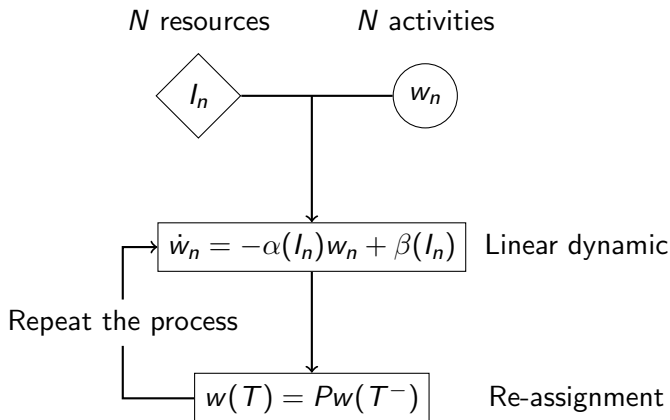 N resources N activities
I_n w_n
ẇ_n = −α(I_n)w_n + β(I_n) Linear dynamic
Repeat the process
w(T) = Pw(T⁻) Re-assignment